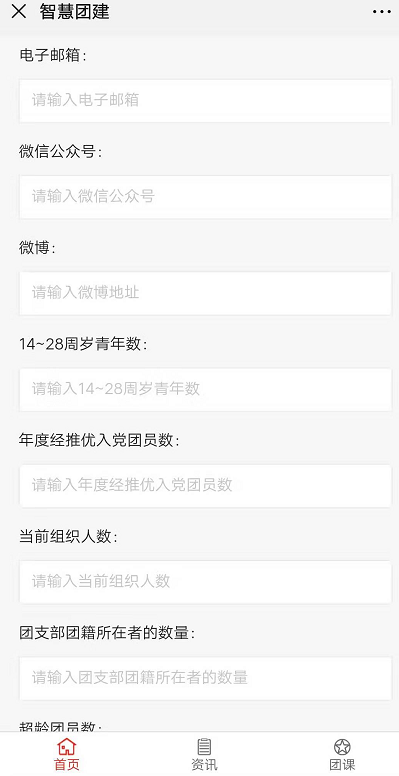 智慧团建
电子邮箱：
请输入电子邮箱
微信公众号：
请输入微信公众号
微博：
请输入微博地址
14~28周岁青年数：
请输入14~28周岁青年数
年度经推优入党团员数：
请输入年度经推优入党团员数
当前组织人数：
请输入当前组织人数
团支部团籍所在者的数量：
请输入团支部团籍所在者的数量
超龄团员数：
首页 资讯 团课